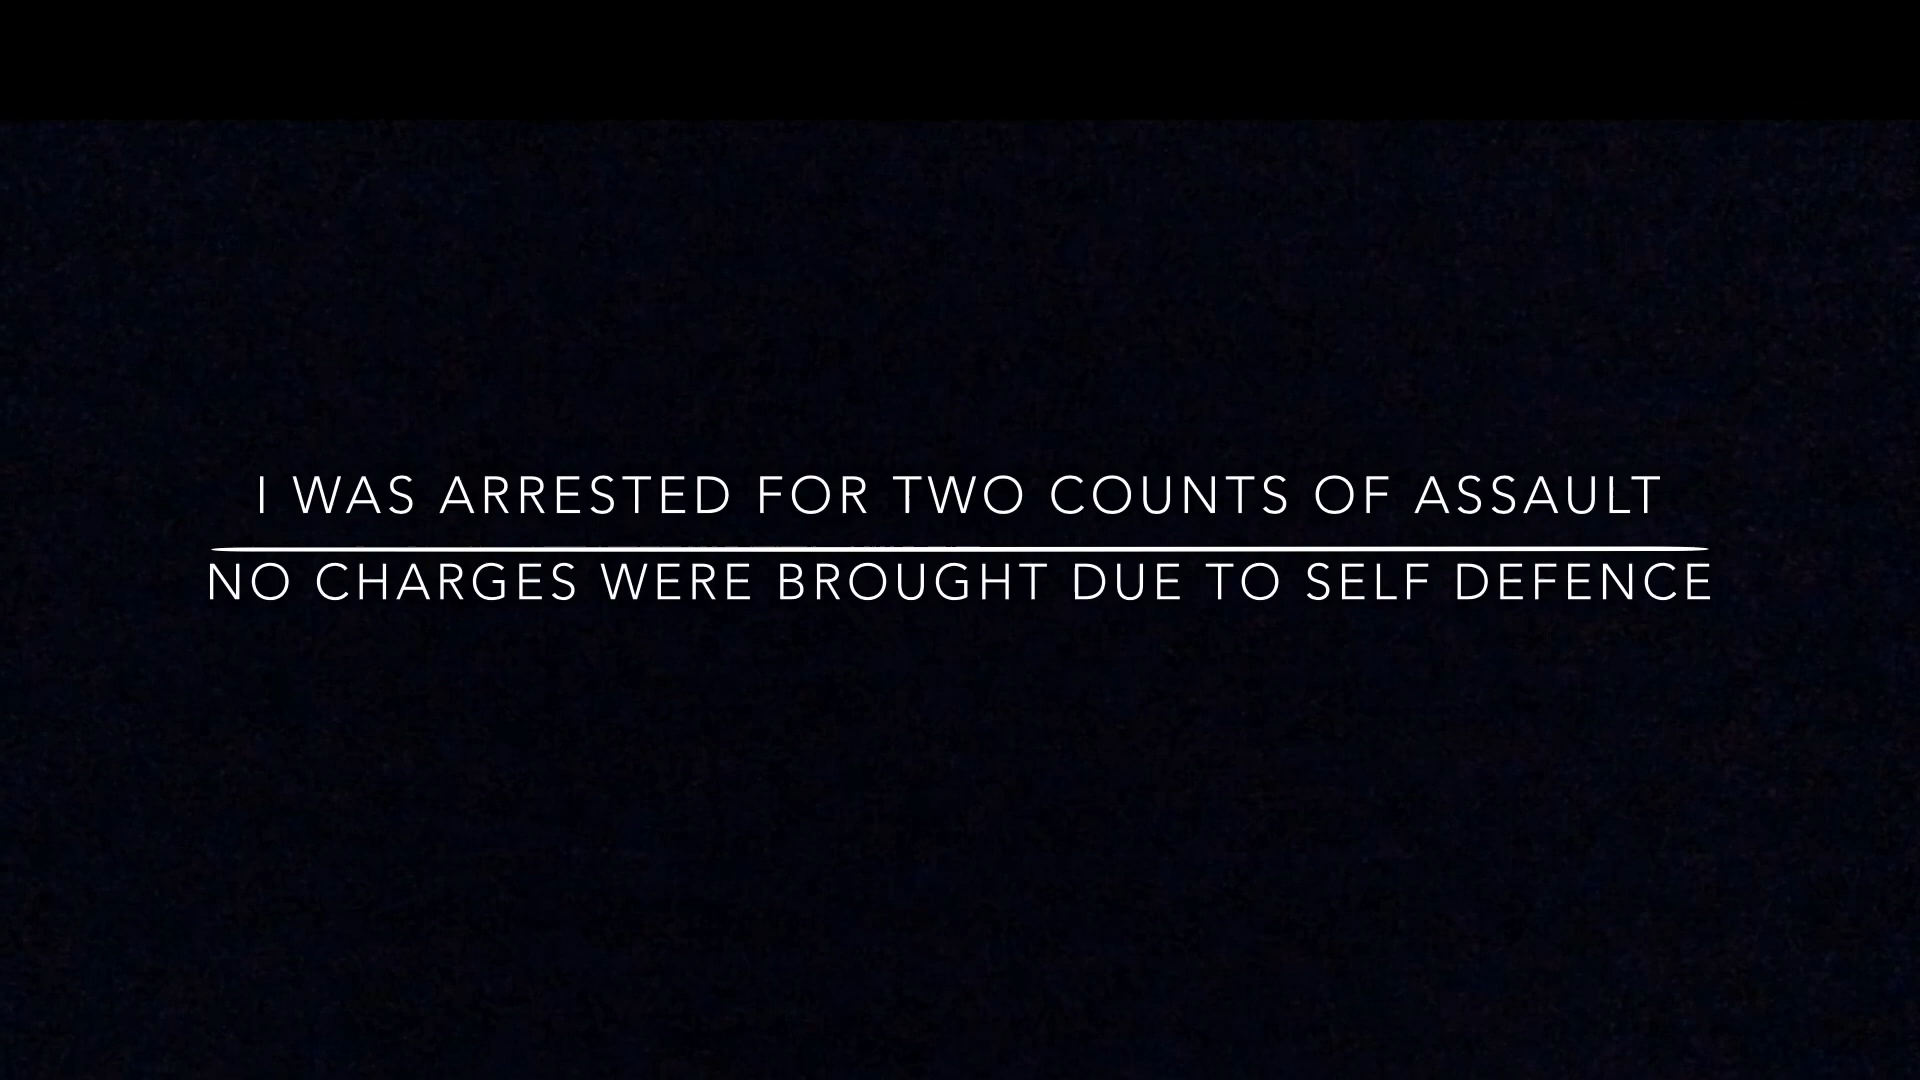 I WAS ARRESTED FOR TWO COUNTS OF ASSAULT
NO CHARGES WERE BROUGHT DUE TO SELF DEFENCE